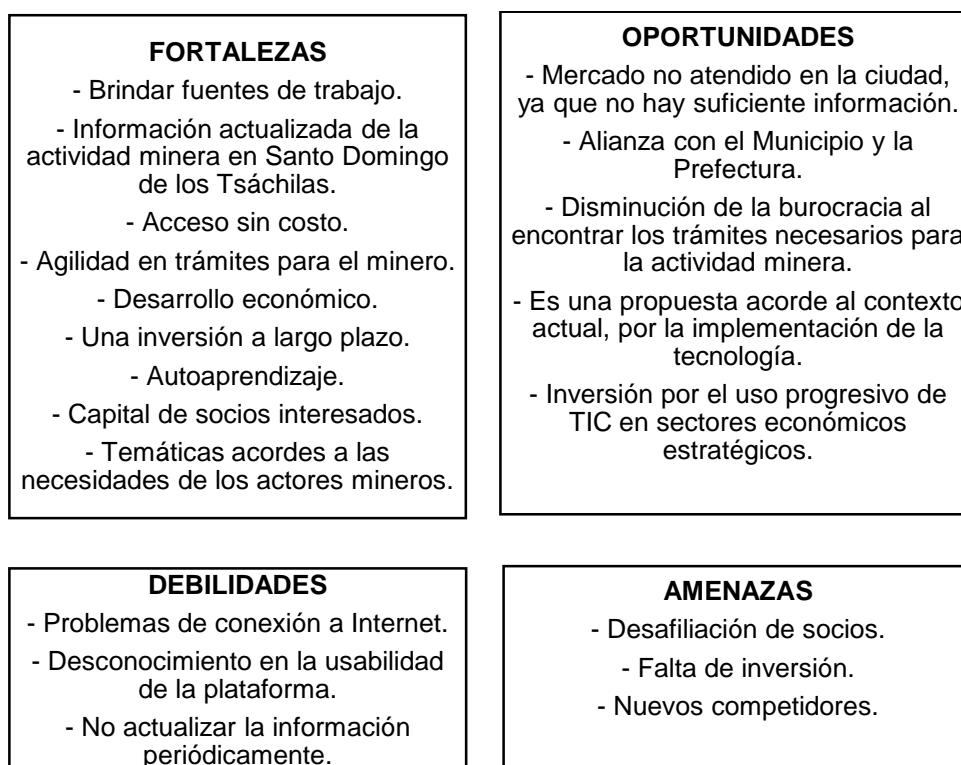 FORTALEZAS
- Brindar fuentes de trabajo.
- Información actualizada de la
actividad minera en Santo Domingo
de los Tsáchilas.
- Acceso sin costo.
- Agilidad en trámites para el minero.
- Desarrollo económico.
- Una inversión a largo plazo.
- Autoaprendizaje.
- Capital de socios interesados.
- Temáticas acordes a las
necesidades de los actores mineros.
OPORTUNIDADES
- Mercado no atendido en la ciudad,
ya que no hay suficiente información.
- Alianza con el Municipio y la
Prefectura.
- Disminución de la burocracia al
encontrar los trámites necesarios para
la actividad minera.
- Es una propuesta acorde al contexto
actual, por la implementación de la
tecnología.
- Inversión por el uso progresivo de
TIC en sectores económicos
estratégicos.
DEBILIDADES
- Problemas de conexión a Internet.
- Desconocimiento en la usabilidad
de la plataforma.
- No actualizar la información
periódicamente.
AMENAZAS
- Desafiliación de socios.
- Falta de inversión.
- Nuevos competidores.